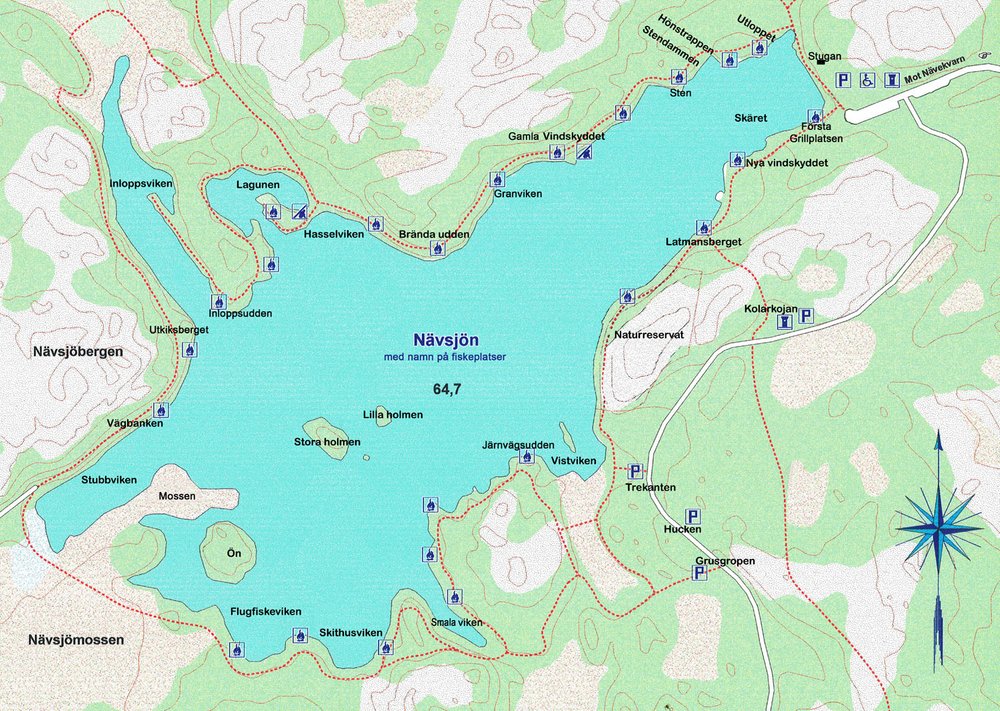 Utloppet
Hönstrappen
Stendammen
Stugan
P
Mot Nävekvarn
Sten
Skäret
Första
Grillplatsen
Gamla Vindskyddet
Nya vindskyddet
Inloppsviken
Lagunen
Granviken
Hasselviken
Brända udden
Latmansberget
Inloppsudden
Kolarkojan
P
Utkiksberget
Naturreservat
Nävsjöbergen
Nävsjön
med namn på fiskeplatser
64,7
Lilla holmen
Vägbanken
Stora holmen
Järnvägsudden
Vistviken
P
Stubbviken
Trekanten
Mossen
P
Hucken
Ön
Grusgropen
P
Flugfiskeviken
Smala viken
Skithusviken
Nävsjömossen